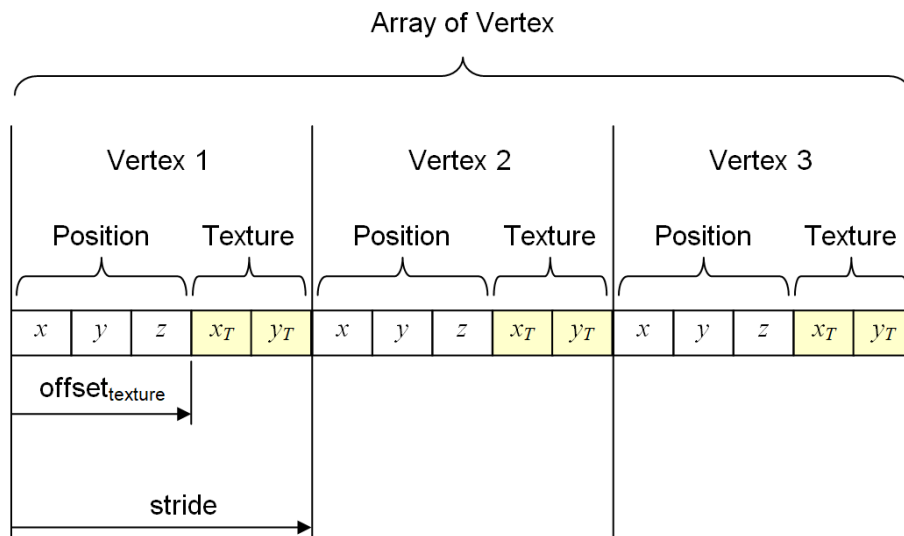 Array of Vertex
Vertex 1 Vertex 2 Vertex 3
Position Texture Position Texture Position Texture
x y z x_T y_T x y z x_T y_T x y z x_T y_T
offset_texture
stride